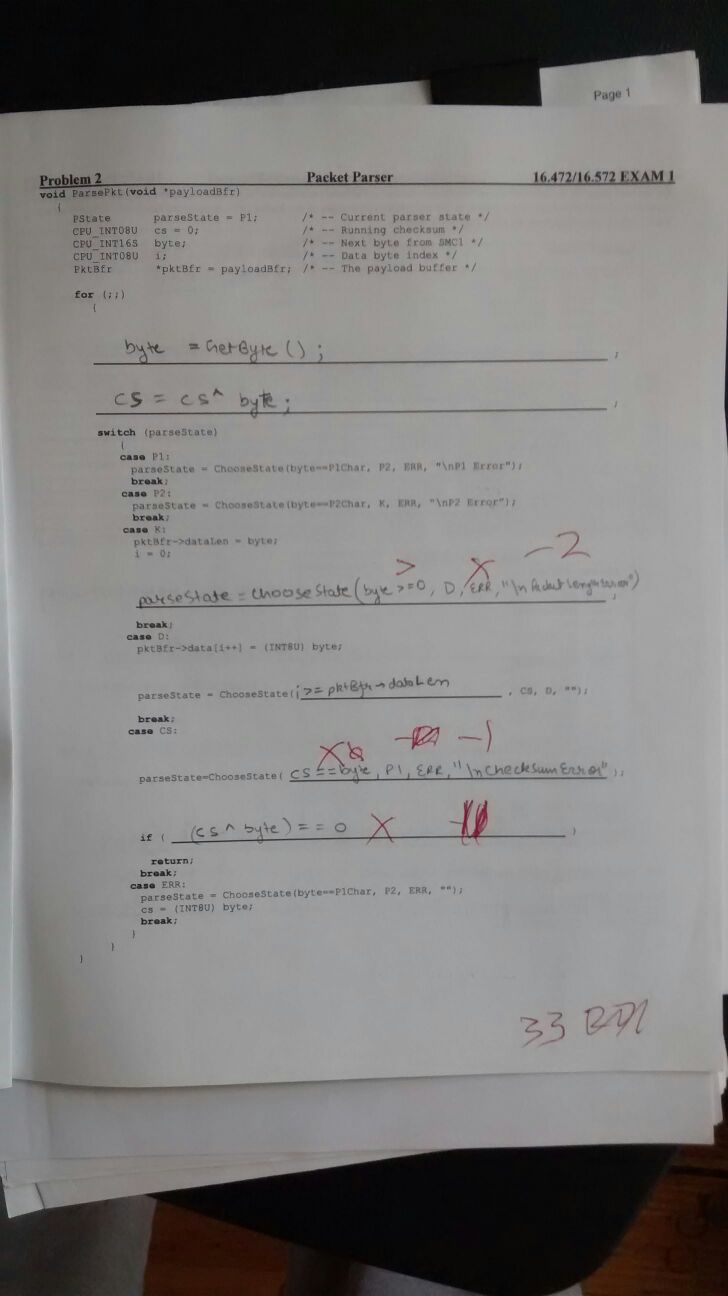 Page 1
Problem 2 Packet Parser 16.472/16.572 EXAM 1
void ParsePkt(void *payloadBfr)
{
PState parseState = P1; /* -- Current parser state */
CPU_INT08U cs = 0; /* -- Running checksum */
CPU_INT16S byte; /* -- Next byte from SMC1 */
CPU_INT08U i; /* -- Data byte index */
PktBfr *pktBfr = payloadBfr; /* -- The payload buffer */
for (;;)
{
byte = GetByte(); ;
cs = cs^ byte; ;
switch (parseState)
{
case P1:
parseState = ChooseState(byte==P1Char, P2, ERR, "\nP1 Error");
break;
case P2:
parseState = ChooseState(byte==P2Char, K, ERR, "\nP2 Error");
break;
case K:
pktBfr->dataLen = byte;
i = 0;
> X -2
parseState = chooseState(byte >=0, D, ERR, "\n Packet Length Error") ;
break;
case D:
pktBfr->data[i++] = (INT8U) byte;
parseState = ChooseState(i >= pktBfr→dataLen , CS, D, "");
break;
case CS:
X -1
parseState=ChooseState( cs == byte, P1, ERR, "\nChecksumError" );
if ( (cs ^ byte) == 0 X )
return;
break;
case ERR:
parseState = ChooseState(byte==P1Char, P2, ERR, "");
cs = (INT8U) byte;
break;
}
}
}
33